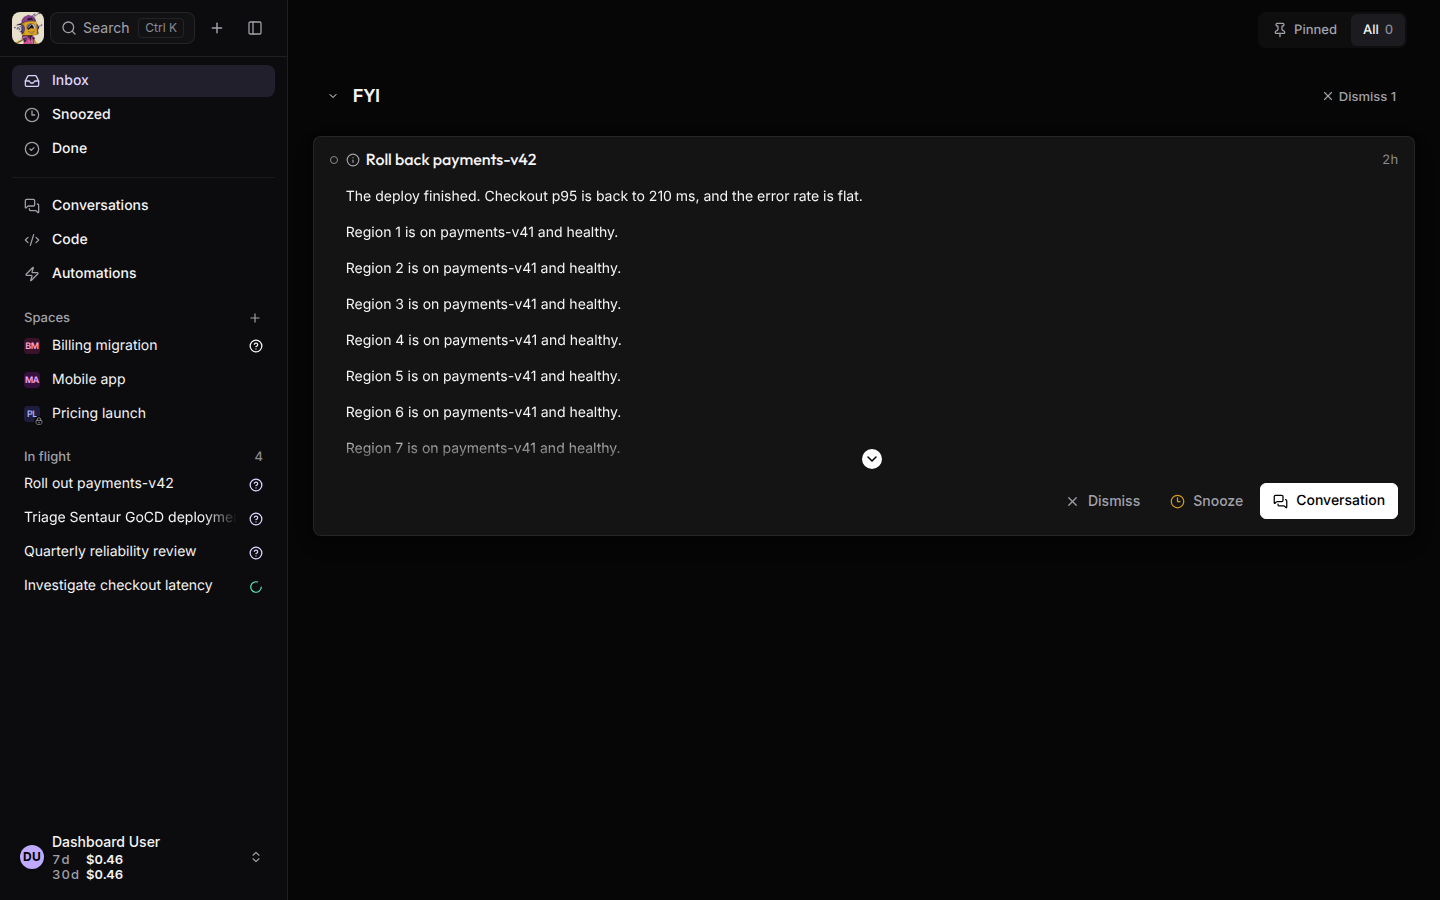 Search Ctrl K
Pinned
All 0
Inbox
Snoozed
Done
Conversations
Code
Automations
Spaces
BM Billing migration
MA Mobile app
PL Pricing launch
In flight 4
Roll out payments-v42
Triage Sentaur GoCD deployme
Quarterly reliability review
Investigate checkout latency
DU Dashboard User
7d $0.46
30d $0.46
FYI
Dismiss 1
Roll back payments-v42
2h
The deploy finished. Checkout p95 is back to 210 ms, and the error rate is flat.
Region 1 is on payments-v41 and healthy.
Region 2 is on payments-v41 and healthy.
Region 3 is on payments-v41 and healthy.
Region 4 is on payments-v41 and healthy.
Region 5 is on payments-v41 and healthy.
Region 6 is on payments-v41 and healthy.
Region 7 is on payments-v41 and healthy.
Dismiss
Snooze
Conversation